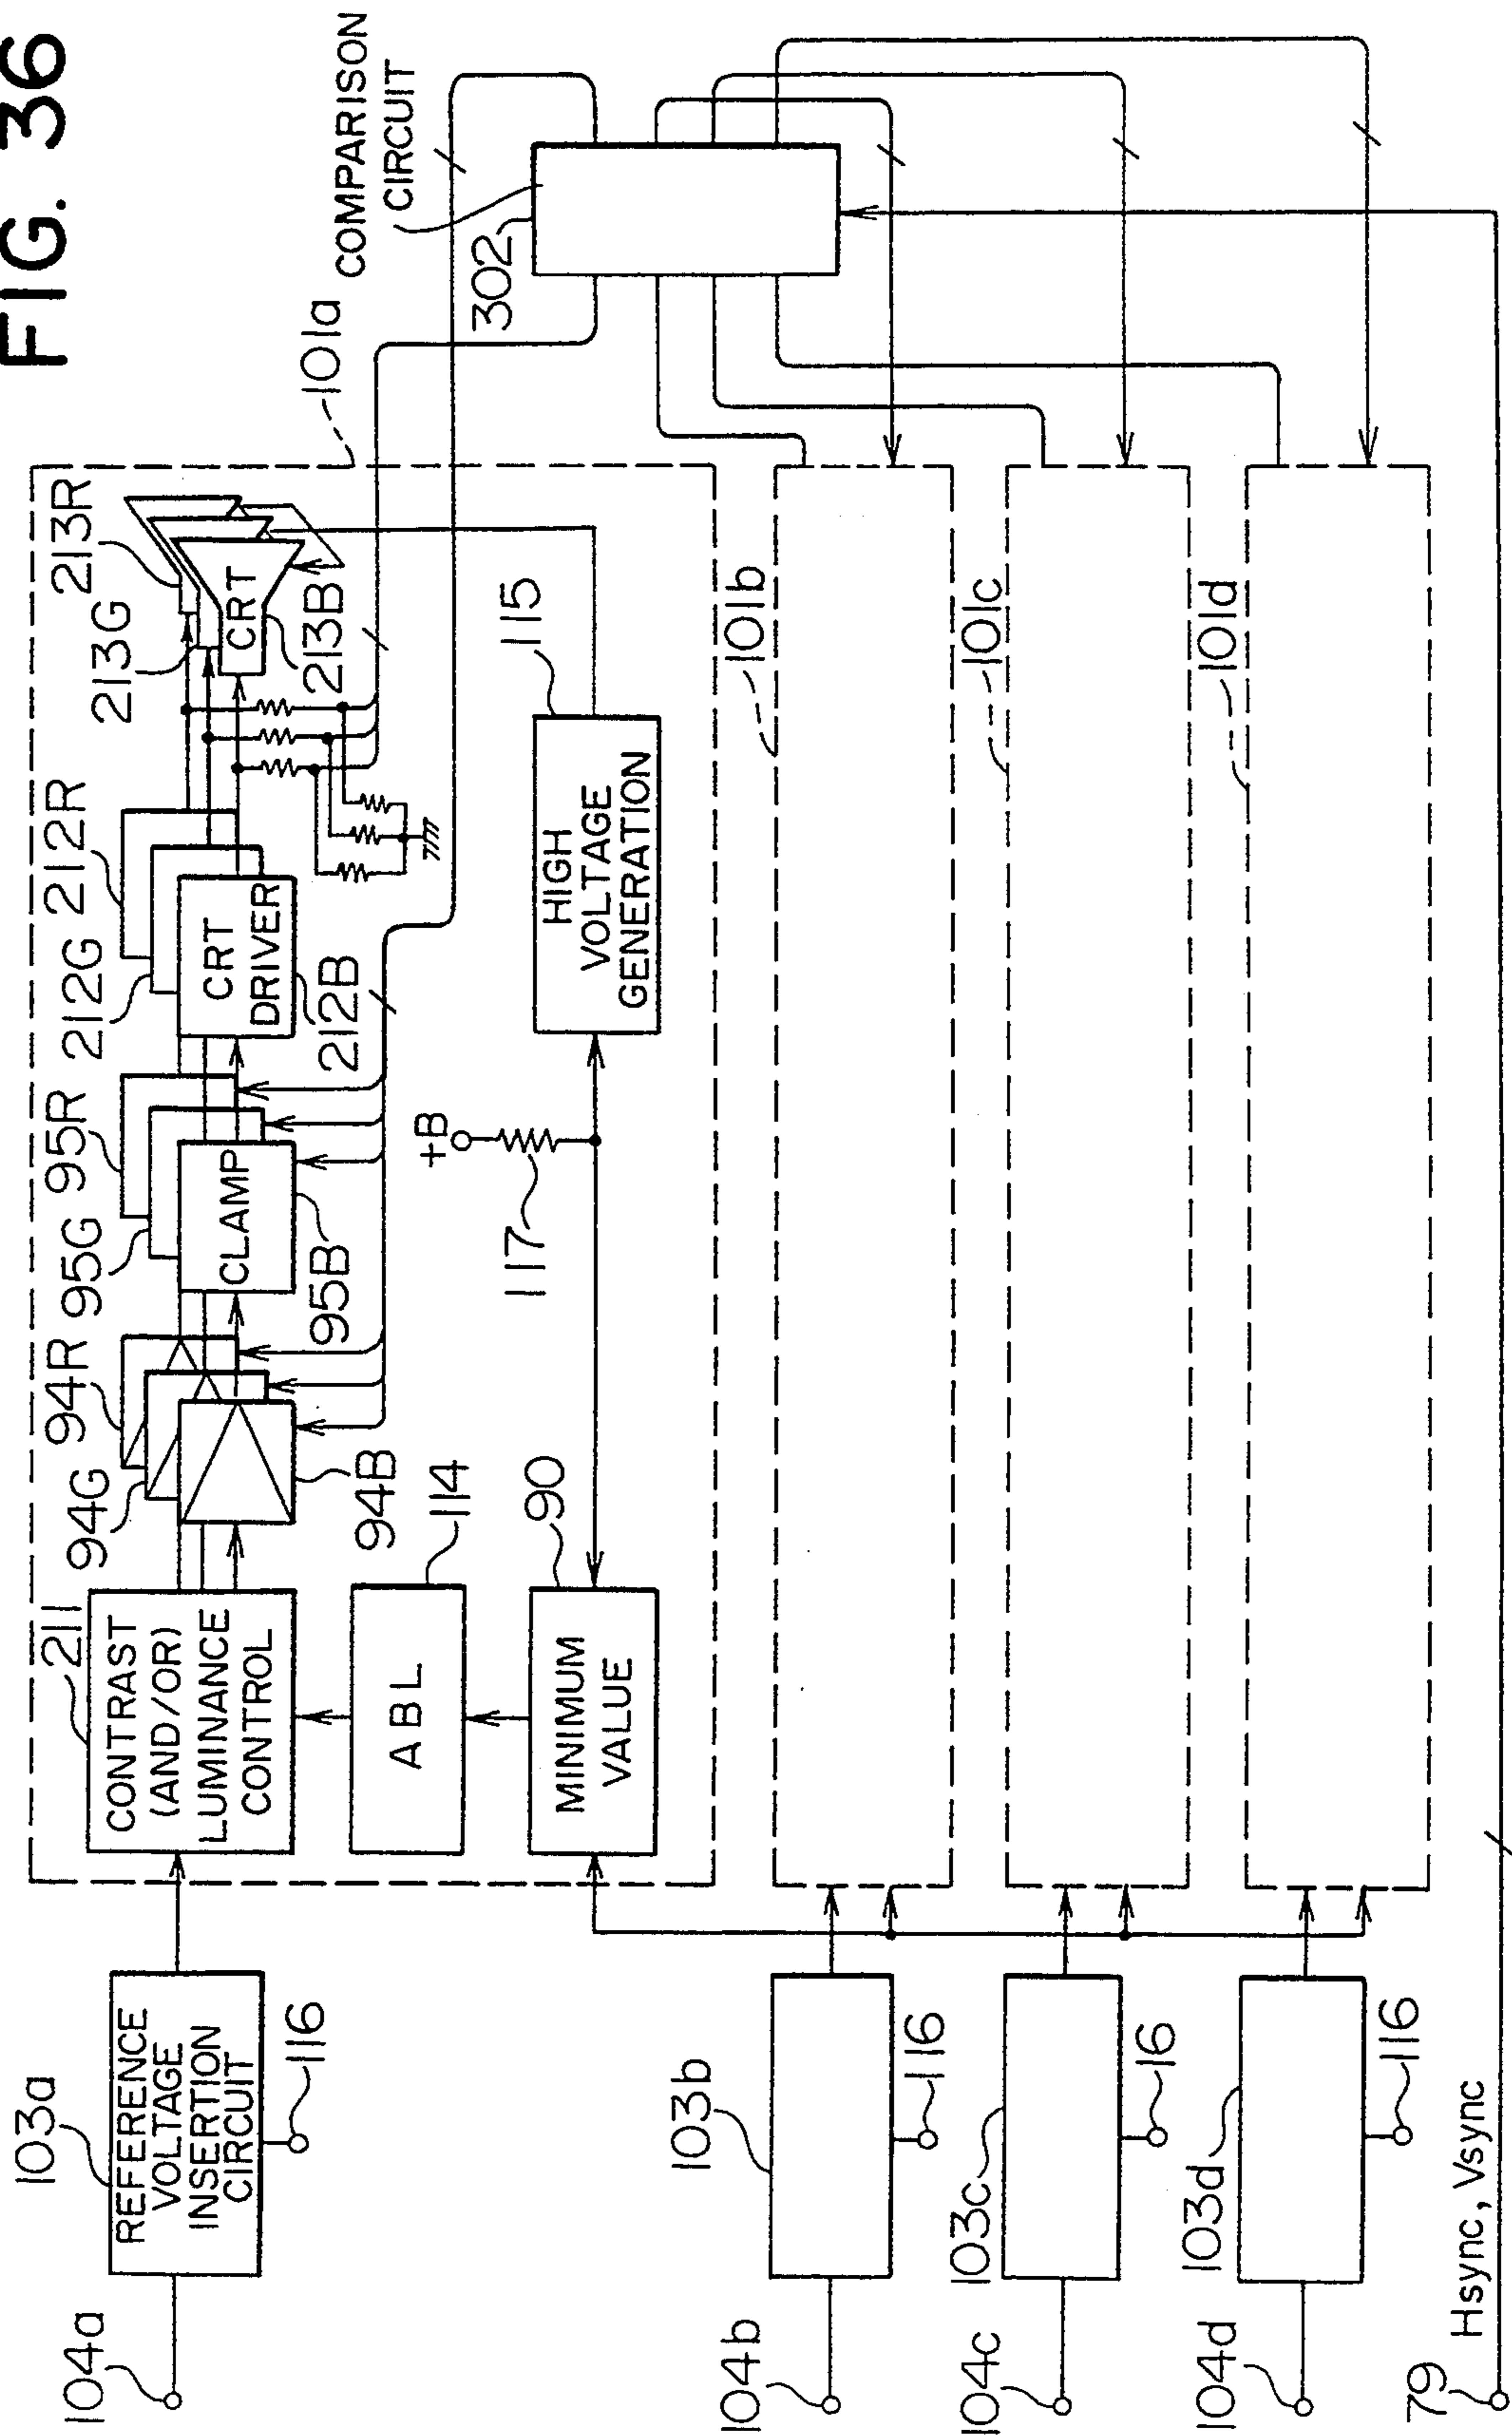 FIG. 36
103a
REFERENCE
VOLTAGE
INSERTION
CIRCUIT
104a
116
211
CONTRAST
(AND/OR)
LUMINANCE
CONTROL
94R
94G
94B
95R
95G
CLAMP
95B
212R
212G
CRT
DRIVER
212B
213R
213G
CRT
213B
101a
COMPARISON
CIRCUIT
302
114
ABL
90
MINIMUM
VALUE
+B
117
115
HIGH
VOLTAGE
GENERATION
103b
104b
116
101b
103c
104c
16
101c
103d
104d
116
101d
79
Hsync, Vsync